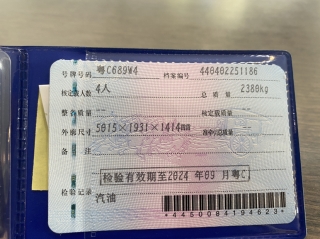 号牌号码 粤C689W4 档案编号 440402251186
核定载人数 4人 总质量 2380kg
整备质量 -- 核定载质量 --
外廓尺寸 5015×1931×1414mm 准牵引总质量 --
备注
检验有效期至2024年09月粤C
检验记录
汽油
*4450084194623*